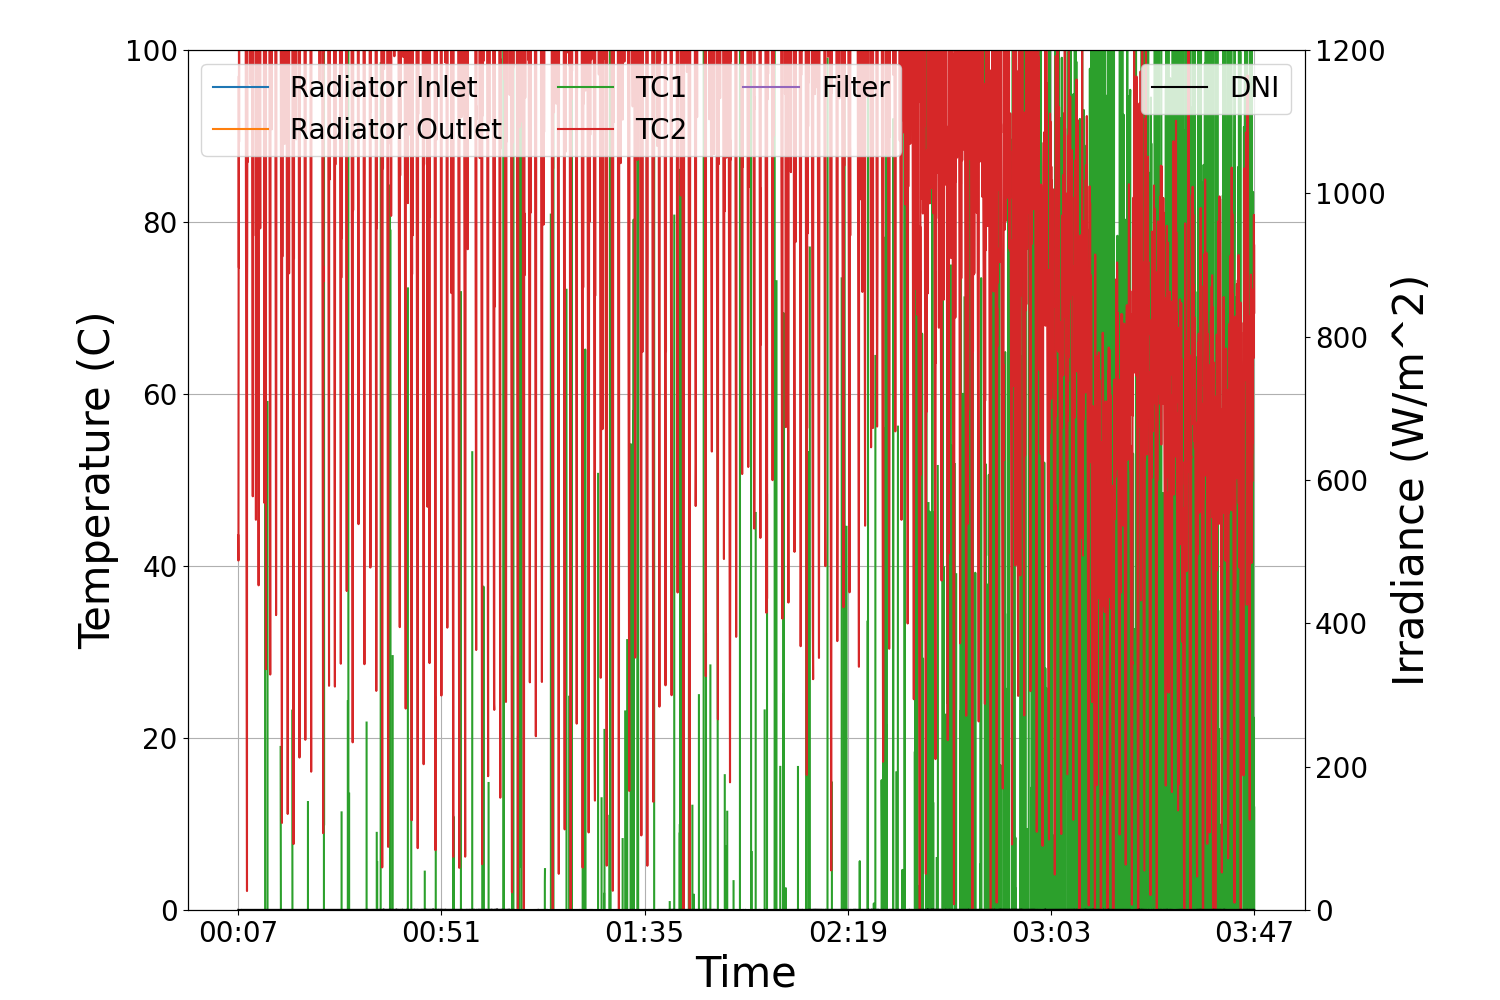 100
80
60
40
20
0
Temperature (C)
Radiator Inlet
Radiator Outlet
TC1
TC2
Filter
DNI
1200
1000
800
600
400
200
0
Irradiance (W/m^2)
00:07
00:51
01:35
02:19
03:03
03:47
Time